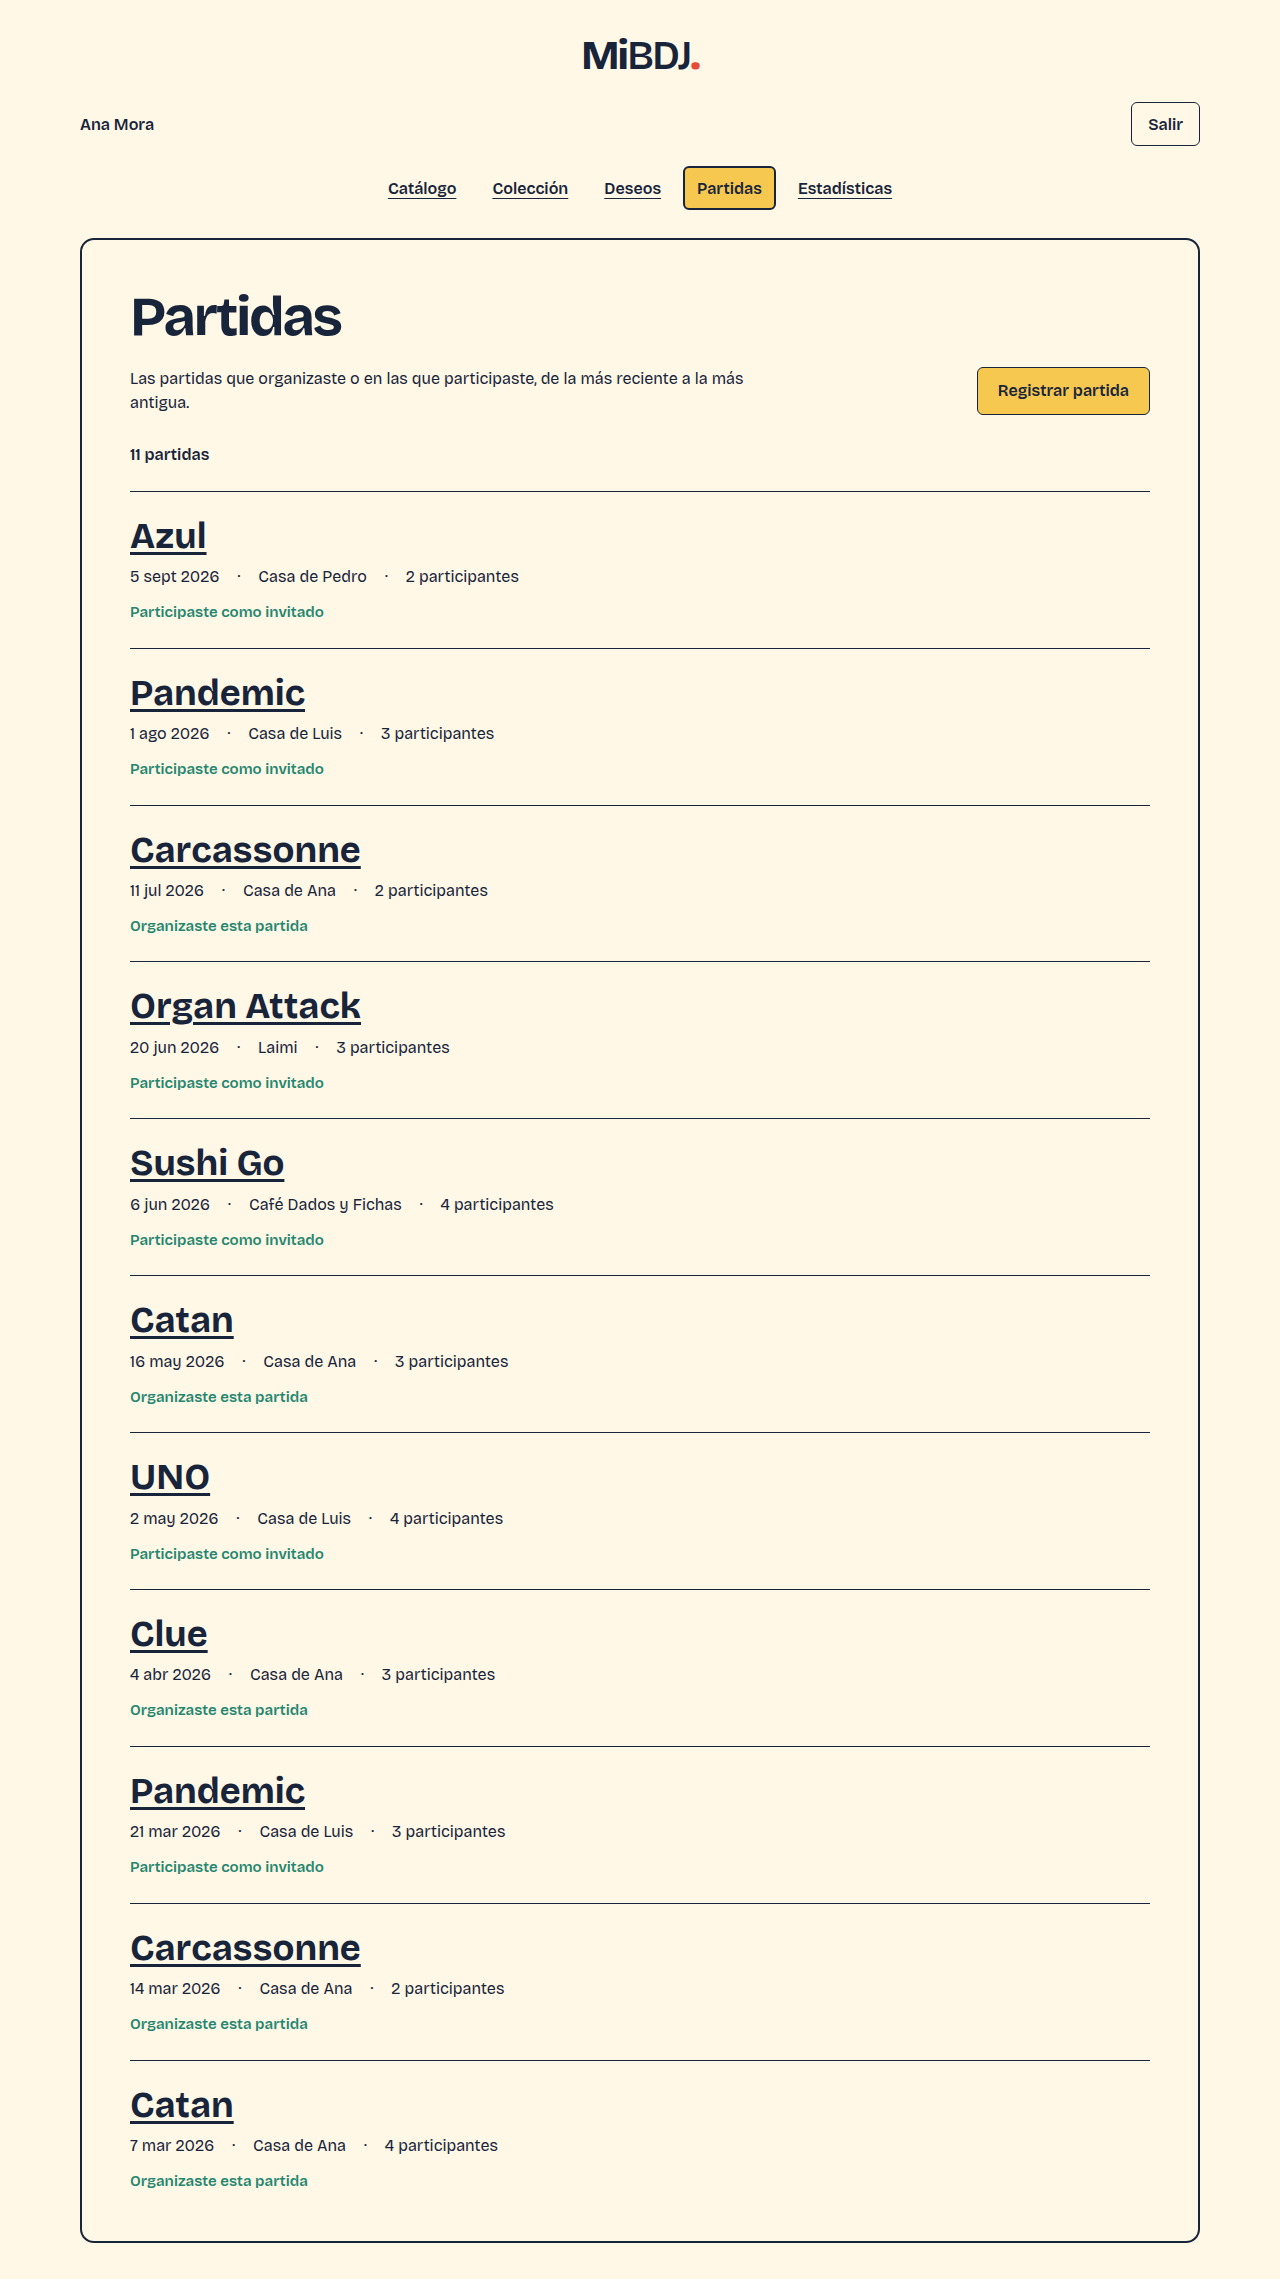 MiBDJ.
Ana Mora
Salir
Catálogo
Colección
Deseos
Partidas
Estadísticas
Partidas
Las partidas que organizaste o en las que participaste, de la más reciente a la más
antigua.
Registrar partida
11 partidas
Azul
5 sept 2026 · Casa de Pedro · 2 participantes
Participaste como invitado
Pandemic
1 ago 2026 · Casa de Luis · 3 participantes
Participaste como invitado
Carcassonne
11 jul 2026 · Casa de Ana · 2 participantes
Organizaste esta partida
Organ Attack
20 jun 2026 · Laimi · 3 participantes
Participaste como invitado
Sushi Go
6 jun 2026 · Café Dados y Fichas · 4 participantes
Participaste como invitado
Catan
16 may 2026 · Casa de Ana · 3 participantes
Organizaste esta partida
UNO
2 may 2026 · Casa de Luis · 4 participantes
Participaste como invitado
Clue
4 abr 2026 · Casa de Ana · 3 participantes
Organizaste esta partida
Pandemic
21 mar 2026 · Casa de Luis · 3 participantes
Participaste como invitado
Carcassonne
14 mar 2026 · Casa de Ana · 2 participantes
Organizaste esta partida
Catan
7 mar 2026 · Casa de Ana · 4 participantes
Organizaste esta partida